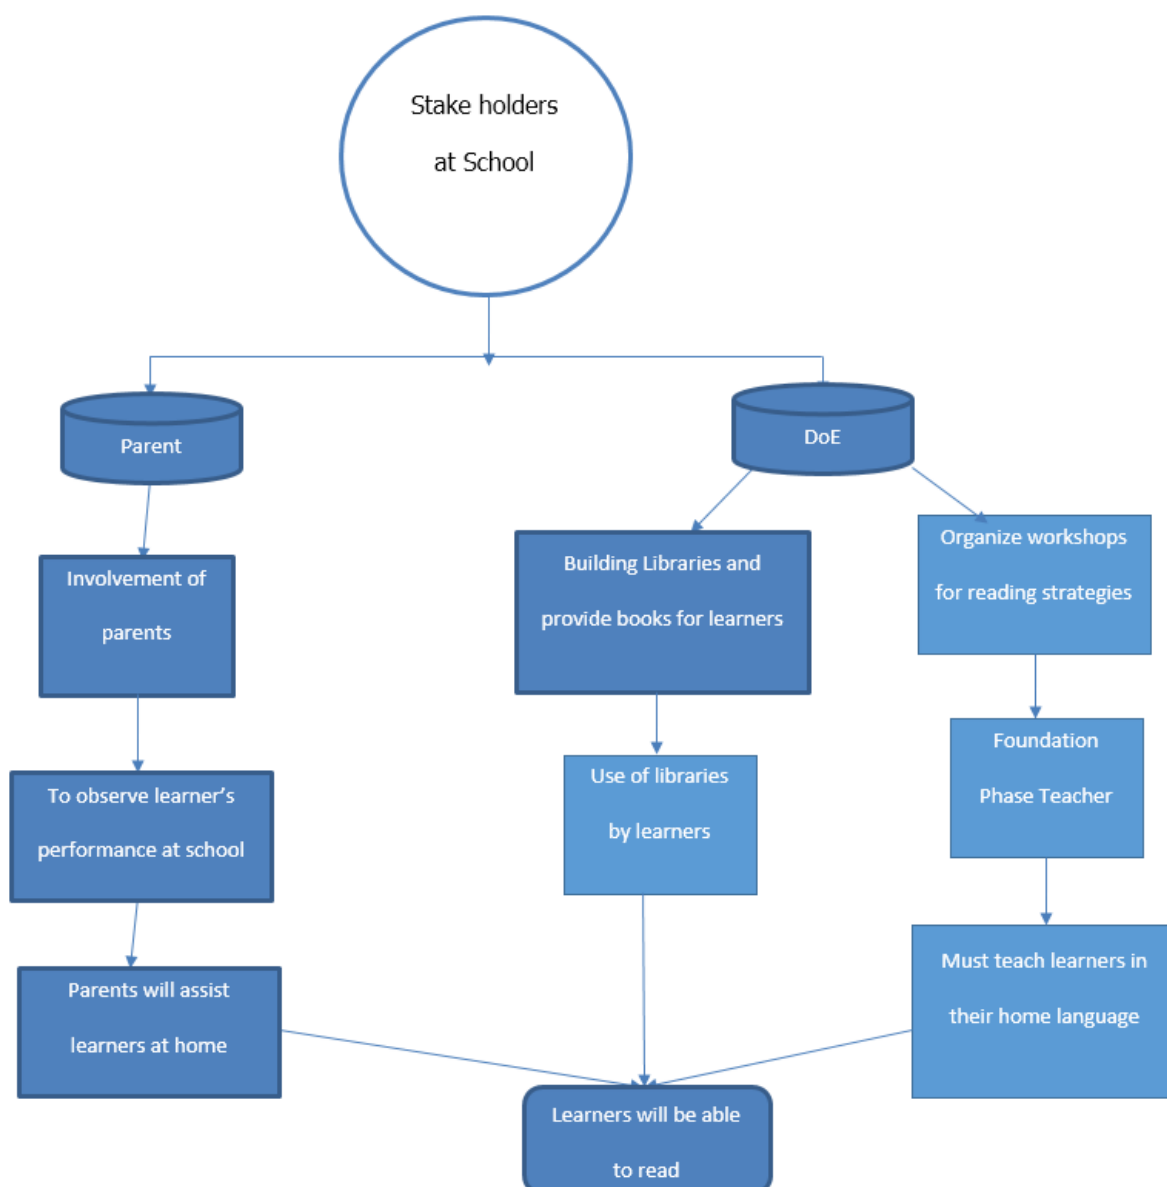 Stake holders
at School
Parent
DoE
Involvement of
parents
Building Libraries and
provide books for learners
Organize workshops
for reading strategies
To observe learner’s
performance at school
Use of libraries
by learners
Foundation
Phase Teacher
Parents will assist
learners at home
Must teach learners in
their home language
Learners will be able
to read